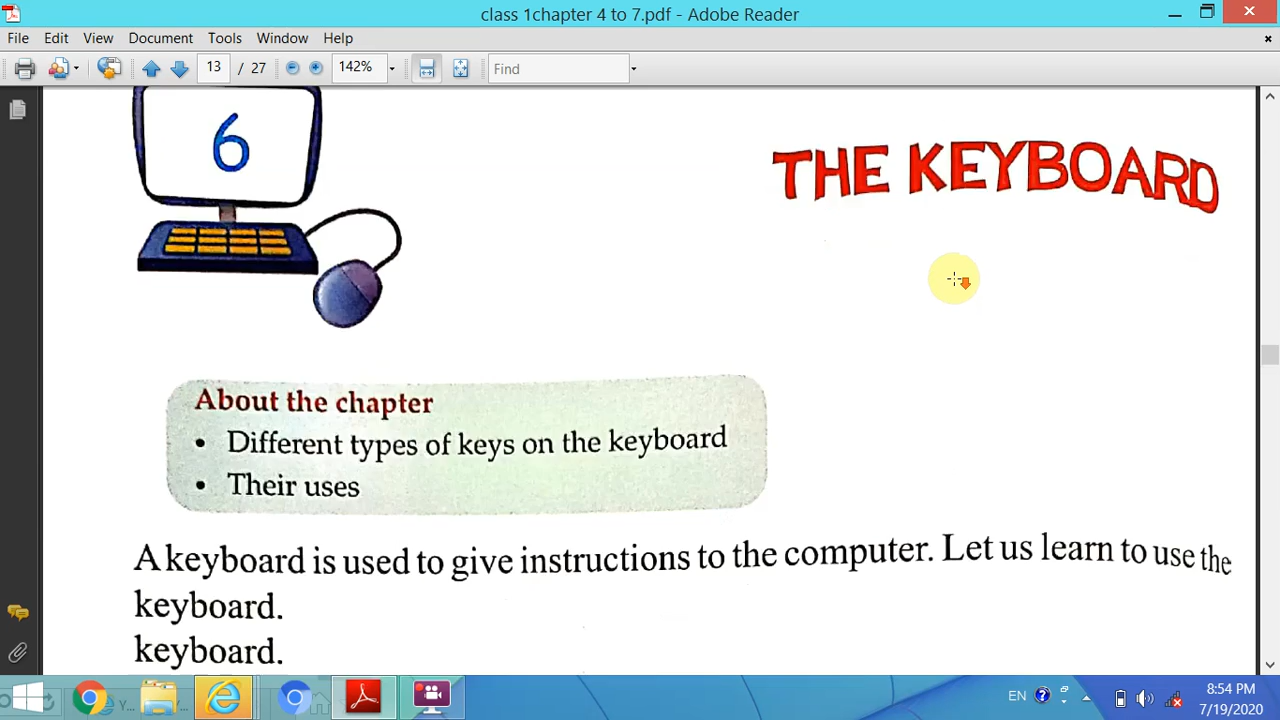 class 1chapter 4 to 7.pdf - Adobe Reader
File Edit View Document Tools Window Help
13 / 27 142% Find
6
THE KEYBOARD
About the chapter
• Different types of keys on the keyboard
• Their uses
A keyboard is used to give instructions to the computer. Let us learn to use the
keyboard.
keyboard.
EN
8:54 PM
7/19/2020